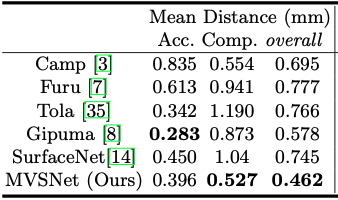 Mean Distance (mm)
Acc. Comp. overall
Camp [3] 0.835 0.554 0.695
Furu [7] 0.613 0.941 0.777
Tola [35] 0.342 1.190 0.766
Gipuma [8] 0.283 0.873 0.578
SurfaceNet[14] 0.450 1.04 0.745
MVSNet (Ours) 0.396 0.527 0.462